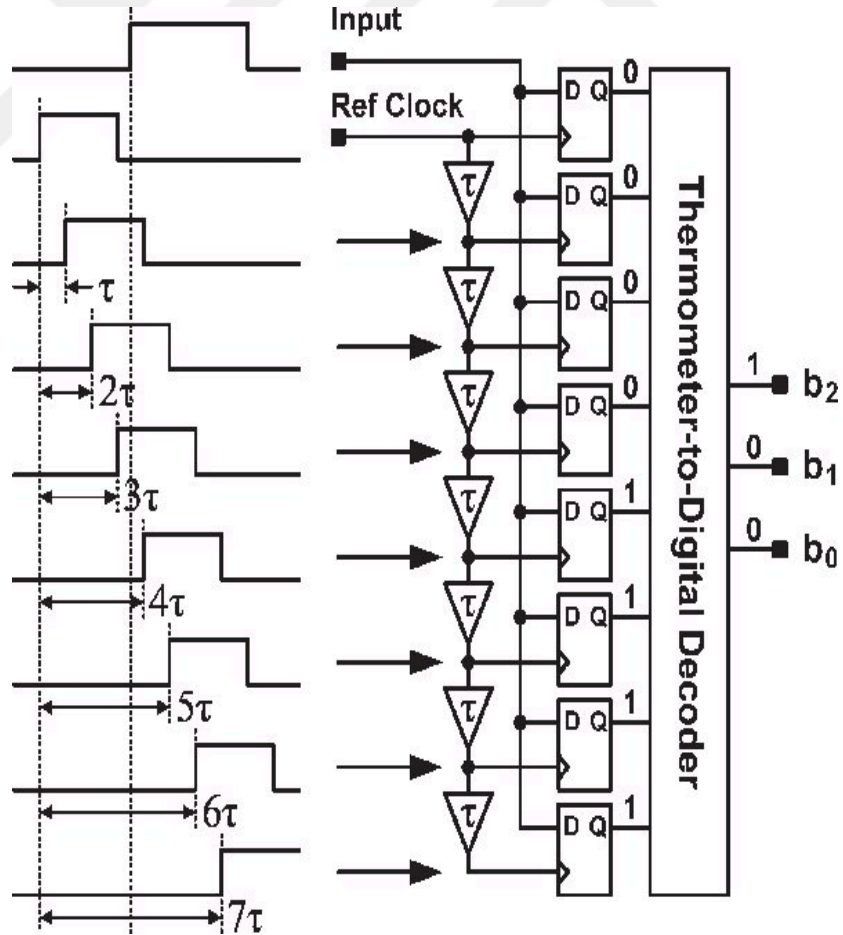 Input
Ref Clock
τ
2τ
3τ
4τ
5τ
6τ
7τ
τ
τ
τ
τ
τ
τ
τ
D Q
0
D Q
0
D Q
0
D Q
0
D Q
1
D Q
1
D Q
1
D Q
1
Thermometer-to-Digital Decoder
1
b₂
0
b₁
0
b₀